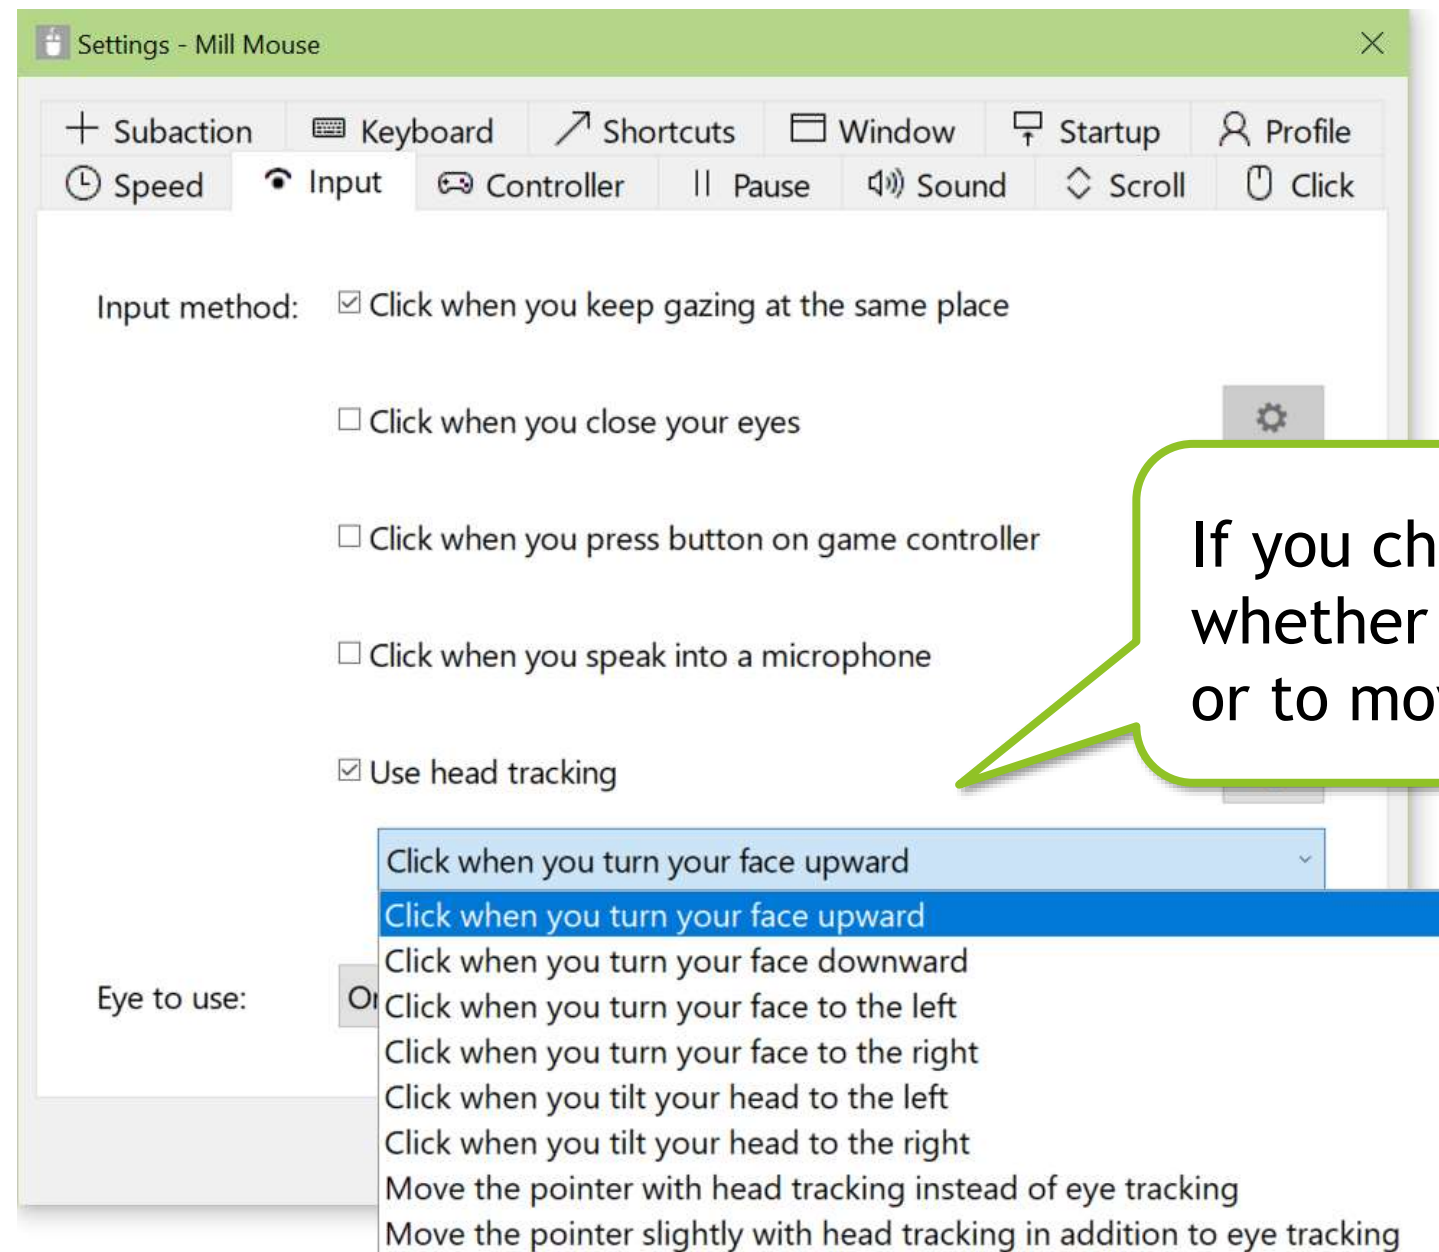 Settings - Mill Mouse
Subaction Keyboard Shortcuts Window Startup Profile
Speed Input Controller Pause Sound Scroll Click
Input method: Click when you keep gazing at the same place
Click when you close your eyes
Click when you press button on game controller
If you
whether
or to
Click when you speak into a microphone
Use head tracking
Click when you turn your face upward
Click when you turn your face upward
Click when you turn your face downward
Eye to use:
Click when you turn your face to the left
Click when you turn your face to the right
Click when you tilt your head to the left
Click when you tilt your head to the right
Move the pointer with head tracking instead of eye tracking
Move the pointer slightly with head tracking in addition to eye tracking